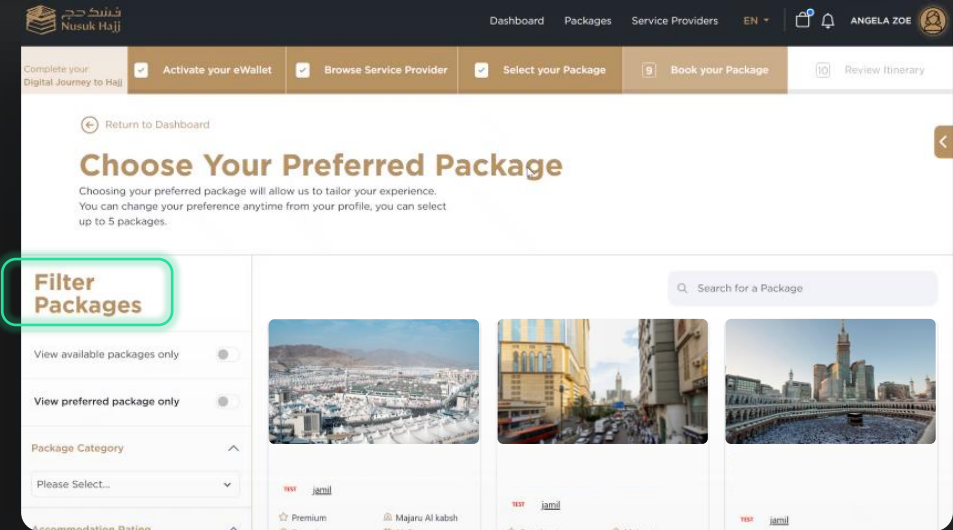 نسك حج
Nusuk Hajj
Dashboard Packages Service Providers EN ANGELA ZOE
Complete your
Digital Journey to Hajj
Activate your eWallet
Browse Service Provider
Select your Package
9 Book your Package
10 Review Itinerary
Return to Dashboard
Choose Your Preferred Package
Choosing your preferred package will allow us to tailor your experience.
You can change your preference anytime from your profile, you can select
up to 5 packages.
Filter
Packages
Search for a Package
View available packages only
View preferred package only
Package Category
Please Select...
Accommodation Rating
TEST jamil
Premium Majaru Al kabsh
TEST jamil
TEST jamil